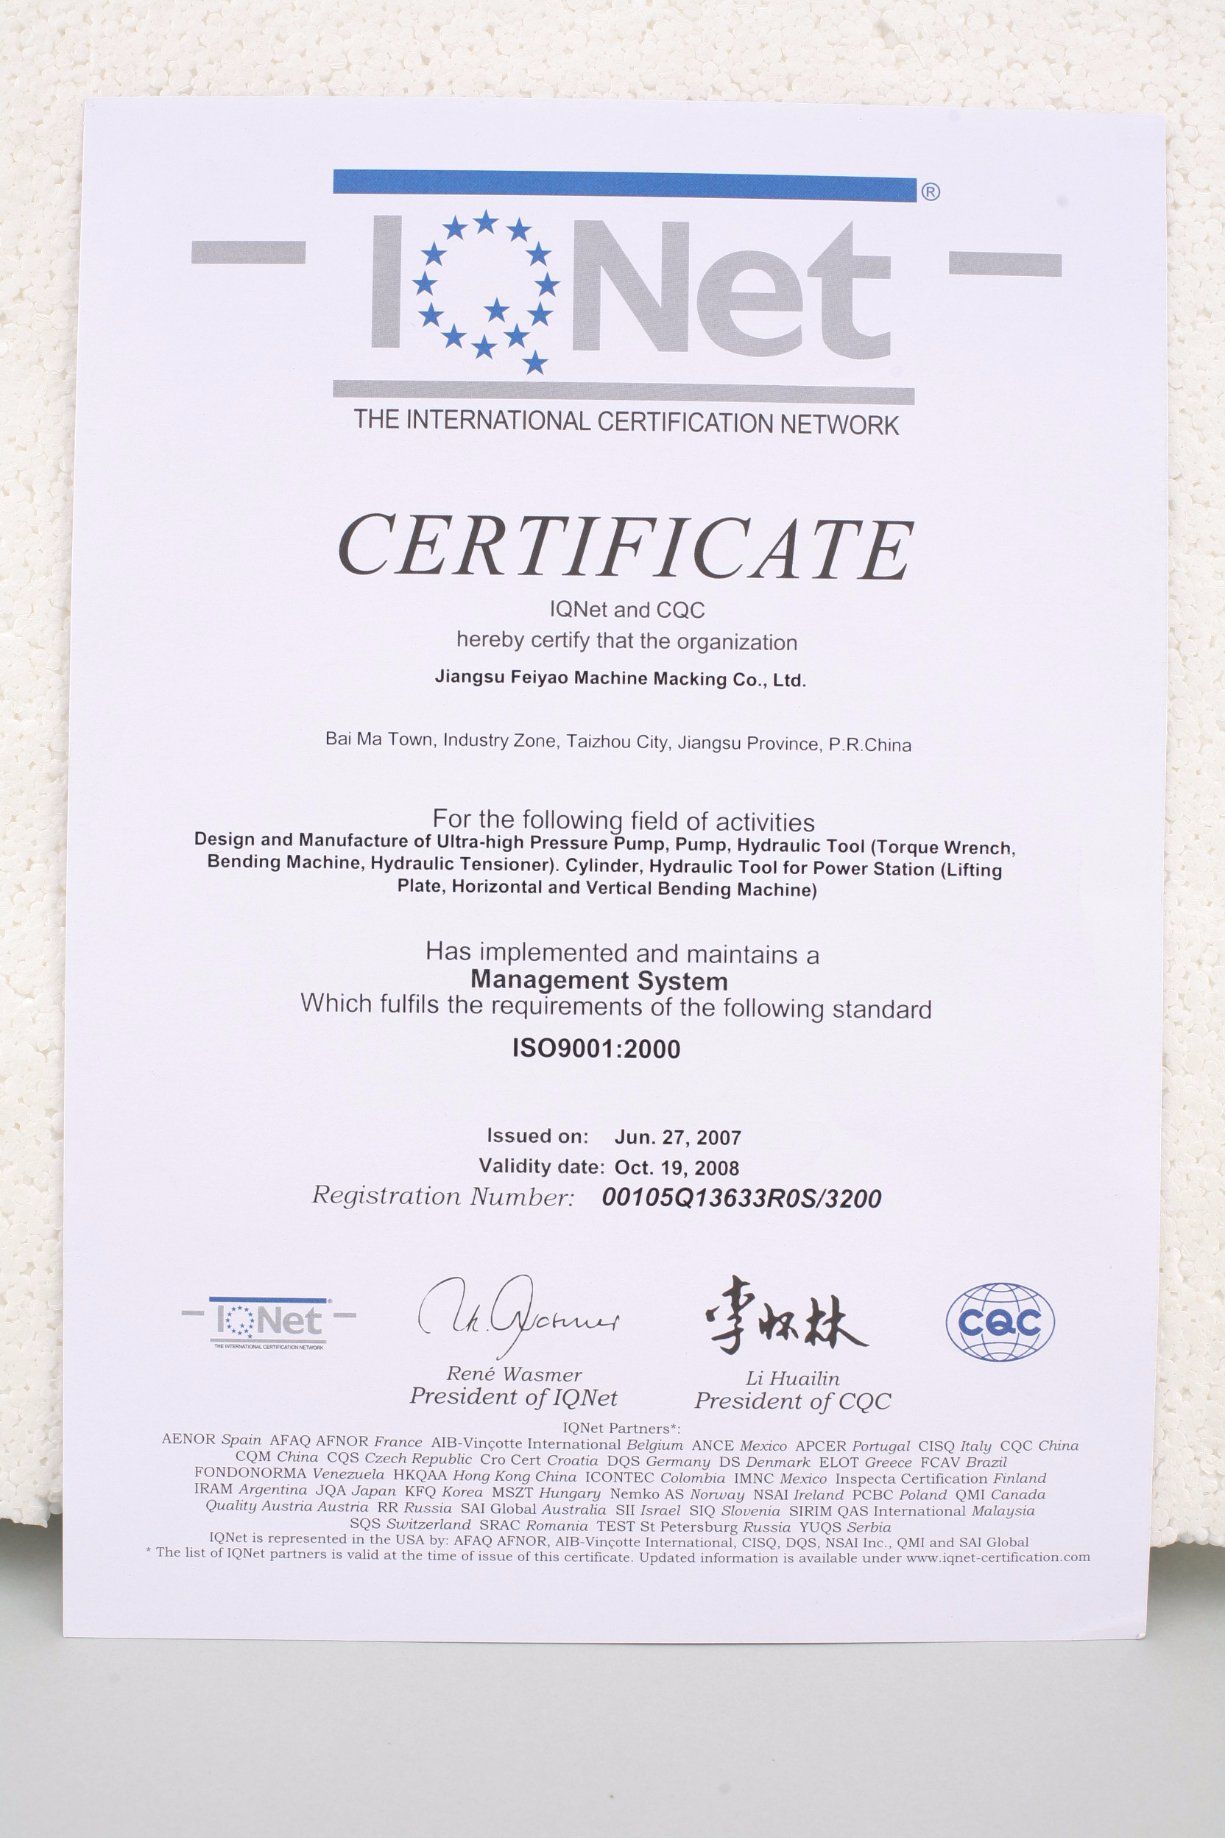 IQNet®
THE INTERNATIONAL CERTIFICATION NETWORK
CERTIFICATE
IQNet and CQC
hereby certify that the organization
Jiangsu Feiyao Machine Macking Co., Ltd.
Bai Ma Town, Industry Zone, Taizhou City, Jiangsu Province, P.R.China
For the following field of activities
Design and Manufacture of Ultra-high Pressure Pump, Pump, Hydraulic Tool (Torque Wrench,
Bending Machine, Hydraulic Tensioner). Cylinder, Hydraulic Tool for Power Station (Lifting
Plate, Horizontal and Vertical Bending Machine)
Has implemented and maintains a
Management System
Which fulfils the requirements of the following standard
ISO9001:2000
Issued on: Jun. 27, 2007
Validity date: Oct. 19, 2008
Registration Number: 00105Q13633R0S/3200
IQNet
THE INTERNATIONAL CERTIFICATION NETWORK
李怀林
CQC
René Wasmer
President of IQNet
Li Huailin
President of CQC
IQNet Partners*:
AENOR Spain AFAQ AFNOR France AIB-Vinçotte International Belgium ANCE Mexico APCER Portugal CISQ Italy CQC China
CQM China CQS Czech Republic Cro Cert Croatia DQS Germany DS Denmark ELOT Greece FCAV Brazil
FONDONORMA Venezuela HKQAA Hong Kong China ICONTEC Colombia IMNC Mexico Inspecta Certification Finland
IRAM Argentina JQA Japan KFQ Korea MSZT Hungary Nemko AS Norway NSAI Ireland PCBC Poland QMI Canada
Quality Austria Austria RR Russia SAI Global Australia SII Israel SIQ Slovenia SIRIM QAS International Malaysia
SQS Switzerland SRAC Romania TEST St Petersburg Russia YUQS Serbia
IQNet is represented in the USA by: AFAQ AFNOR, AIB-Vinçotte International, CISQ, DQS, NSAI Inc., QMI and SAI Global
* The list of IQNet partners is valid at the time of issue of this certificate. Updated information is available under www.iqnet-certification.com